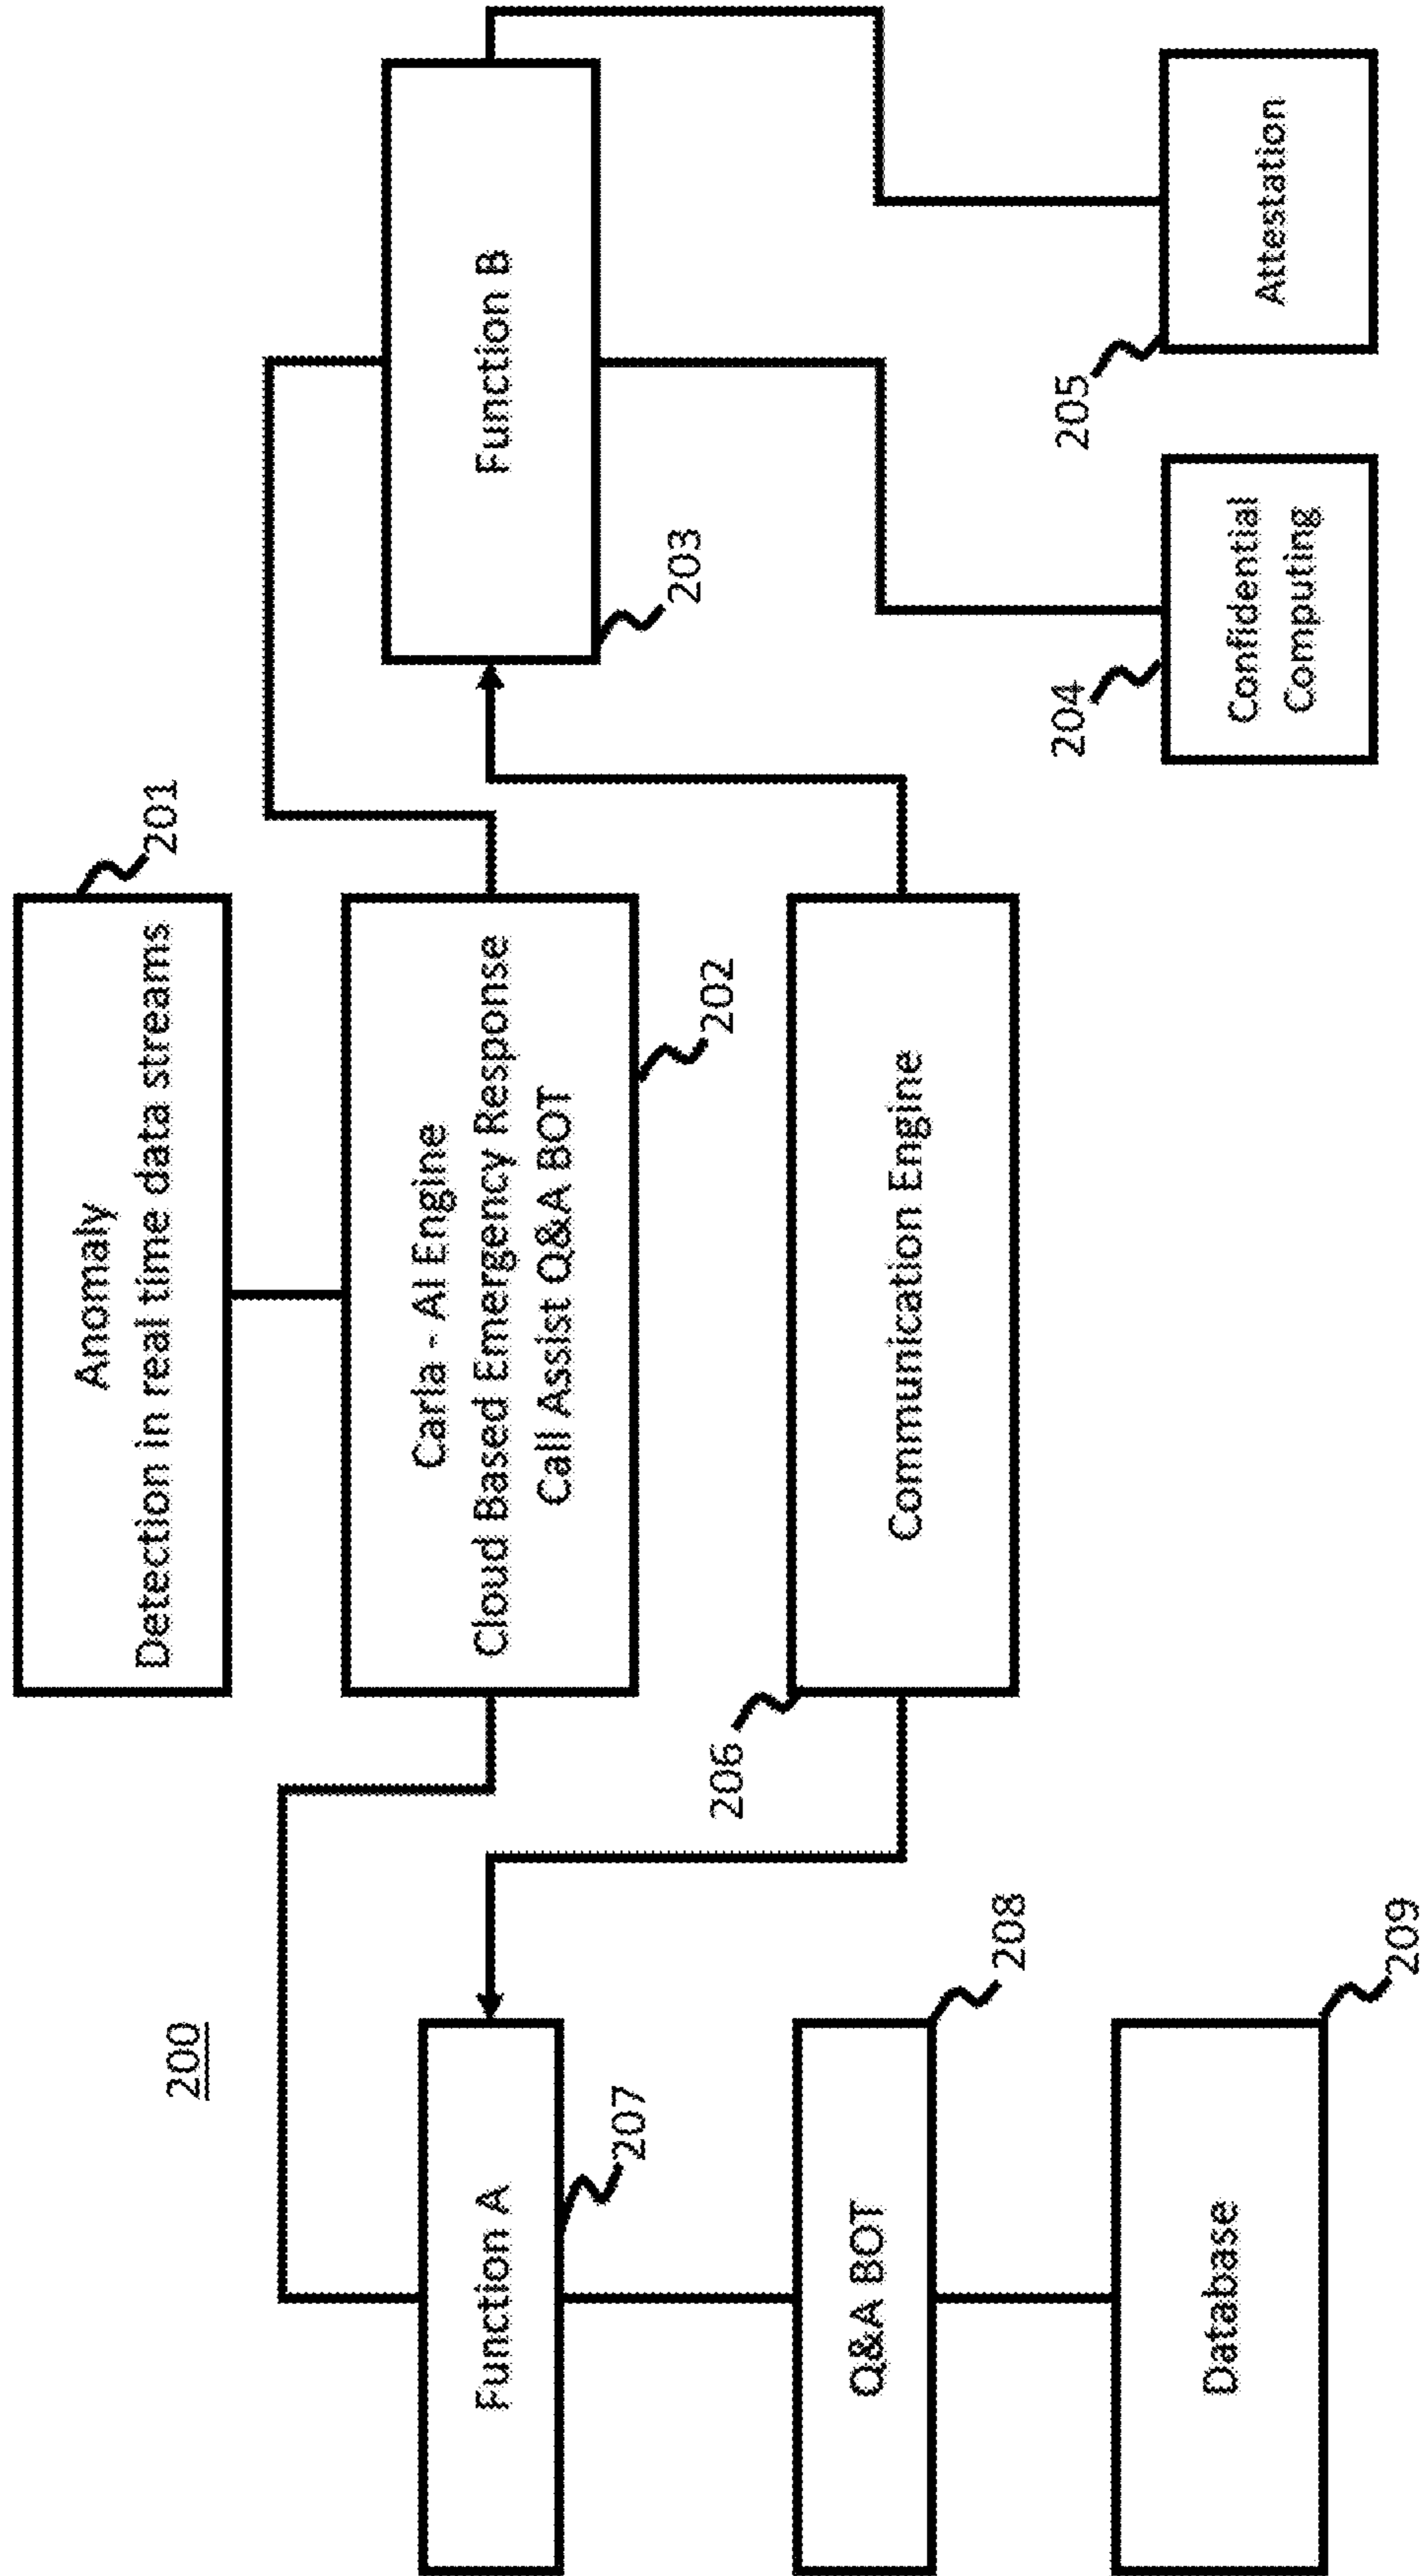 200
Anomaly
Detection in real time data streams
201
Carla - AI Engine
Cloud Based Emergency Response
Call Assist Q&A BOT
202
Function A
207
Function B
203
206
Communication Engine
Q&A BOT
208
204
205
Database
209
Confidential
Computing
Attestation